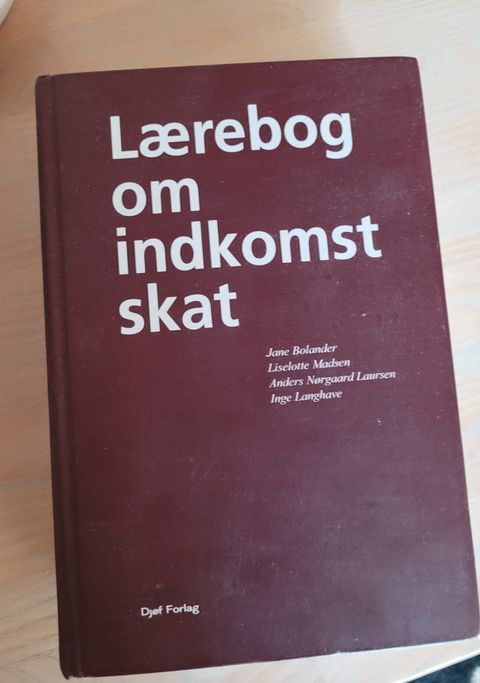 Lærebog
om
indkomst
skat
Jane Bolander
Liselotte Madsen
Anders Nørgaard Laursen
Inge Langhave
Djøf Forlag